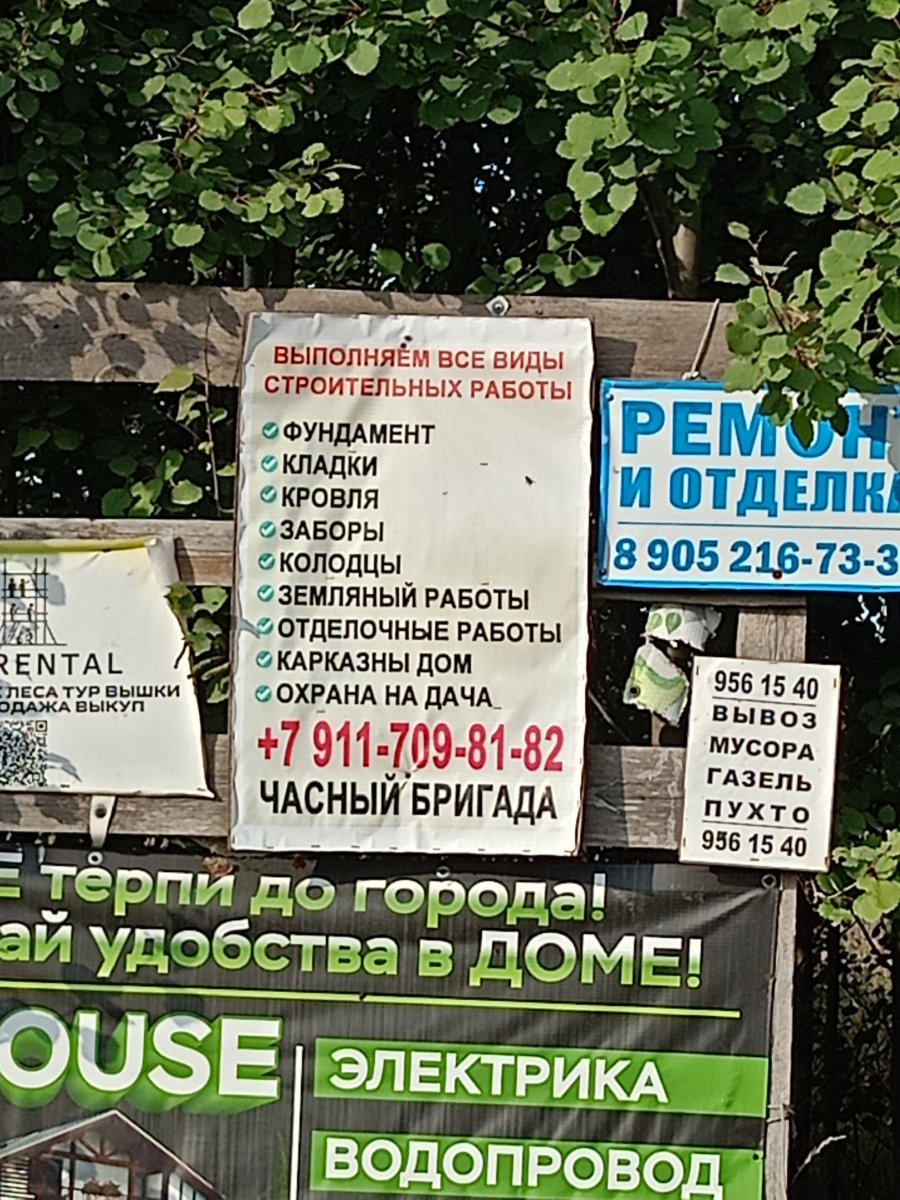 ВЫПОЛНЯЕМ ВСЕ ВИДЫ
СТРОИТЕЛЬНЫХ РАБОТЫ
ФУНДАМЕНТ
КЛАДКИ
КРОВЛЯ
ЗАБОРЫ
КОЛОДЦЫ
ЗЕМЛЯНЫЙ РАБОТЫ
ОТДЕЛОЧНЫЕ РАБОТЫ
КАРКАЗНЫ ДОМ
ОХРАНА НА ДАЧА_
+7 911-709-81-82
ЧАСНЫЙ БРИГАДА
РЕМОН
И ОТДЕЛКА
8 905 216-73-3
RENTAL
ЛЕСА ТУР ВЫШКИ
ОДАЖА ВЫКУП
956 15 40
ВЫВОЗ
МУСОРА
ГАЗЕЛЬ
ПУХТО
956 15 40
Е терпи до города!
ай удобства в ДОМЕ!
OUSE
ЭЛЕКТРИКА
ВОДОПРОВОД